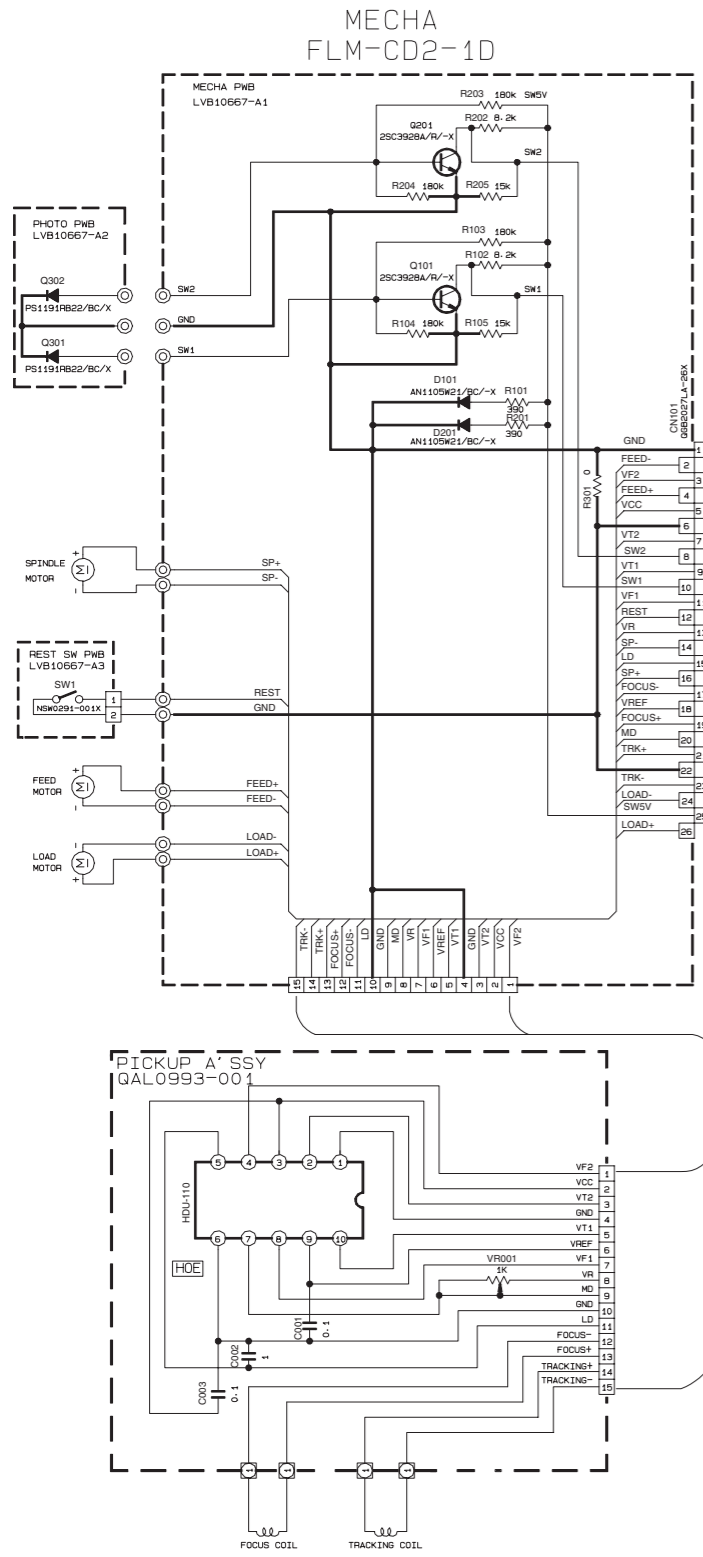 MECHA
FLM-CD2-1D
MECHA PWB
LVB10667-A1
R203 180k SW5V
R202 8.2k
Q201
2SC3928A/R/-X
SW2
R204 180k R205 15k
PHOTO PWB
LVB10667-A2
R103 180k
R102 8.2k
Q101
2SC3928A/R/-X
Q302
PS1191RB22/BC/X
SW2
SW1
GND
R104 180k R105 15k
Q301
PS1191RB22/BC/X
SW1
D101
AN1105W21/BC/-X
R101
390
R201
390
D201
AN1105W21/BC/-X
CN101
QGB2027LA-26X
R301 0
GND 1
FEED- 2
VF2 3
FEED+ 4
VCC 5
6
VT2 7
SW2 8
VT1 9
SW1 10
VF1 11
REST 12
VR
SP- 14
LD 15
SP+ 16
FOCUS- 17
VREF 18
FOCUS+ 19
MD 20
TRK+
22
TRK-
LOAD- 24
SW5V 25
LOAD+ 26
SPINDLE
MOTOR
+
M
-
SP+
SP-
REST SW PWB
LVB10667-A3
SW1
NSW0291-001X
1
2
REST
GND
FEED
MOTOR
+
M
-
FEED+
FEED-
LOAD
MOTOR
-
M
+
LOAD-
LOAD+
TRK- TRK+ FOCUS+ FOCUS- LD GND MD VR VF1 VREF VT1 GND VT2 VCC VF2
15 14 13 12 11 10 9 8 7 6 5 4 3 2 1
PICKUP A'SSY
QAL0993-001
5 4 3 2 1
HDU-110
6 7 8 9 10
HOE
VR001
1K
C001
0.1
C002
1
C003
0.1
VF2 1
VCC 2
VT2 3
GND 4
VT1 5
VREF 6
VF1 7
VR 8
MD 9
GND 10
LD 11
FOCUS- 12
FOCUS+ 13
TRACKING+ 14
TRACKING- 15
1 1 1 1
FOCUS COIL
TRACKING COIL